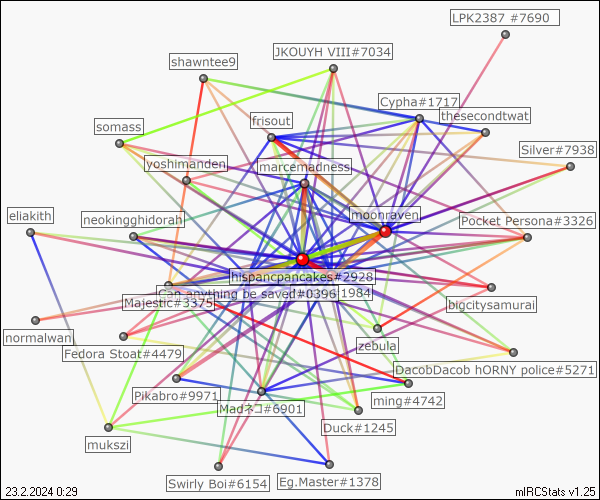 LPK2387 #7690
JKOUYH VIII#7034
shawntee9
Cypha#1717
thesecondtwat
frisout
somass
Silver#7938
marcemadness
yoshimanden
moonraven
eliakith
neokingghidorah
Pocket Persona#3326
hispancpancakes#2928
Can anything be saved#0396
1984
Majestic#3375
bigcitysamurai
normalwan
zebula
Fedora Stoat#4479
DacobDacob hORNY police#5271
Pikabro#9971
ming#4742
Madネコ#6901
Duck#1245
mukszi
Swirly Boi#6154
Eg.Master#1378
23.2.2024 0:29
mIRCStats v1.25